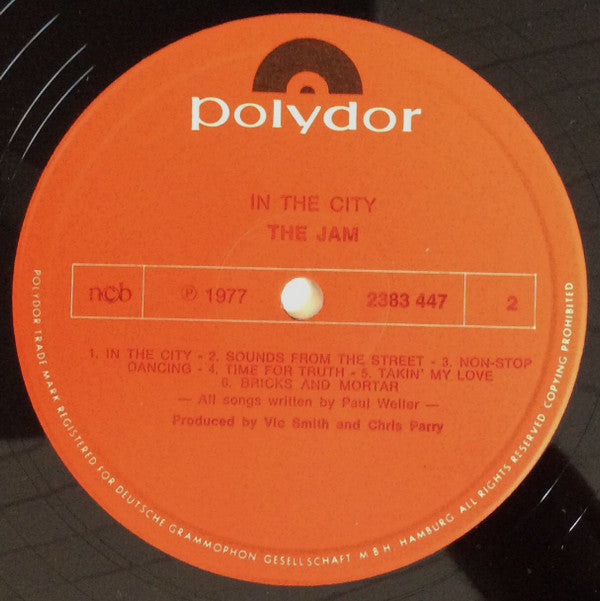 polydor
IN THE CITY
THE JAM
ncb ℗ 1977 2383 447 2
1. IN THE CITY - 2. SOUNDS FROM THE STREET - 3. NON-STOP
DANCING - 4. TIME FOR TRUTH - 5. TAKIN' MY LOVE
6. BRICKS AND MORTAR
— All songs written by Paul Weller —
Produced by Vic Smith and Chris Parry
POLYDOR TRADE MARK REGISTERED FOR DEUTSCHE GRAMMOPHON GESELLSCHAFT M B H. HAMBURG ALL RIGHTS RESERVED COPYING PROHIBITED